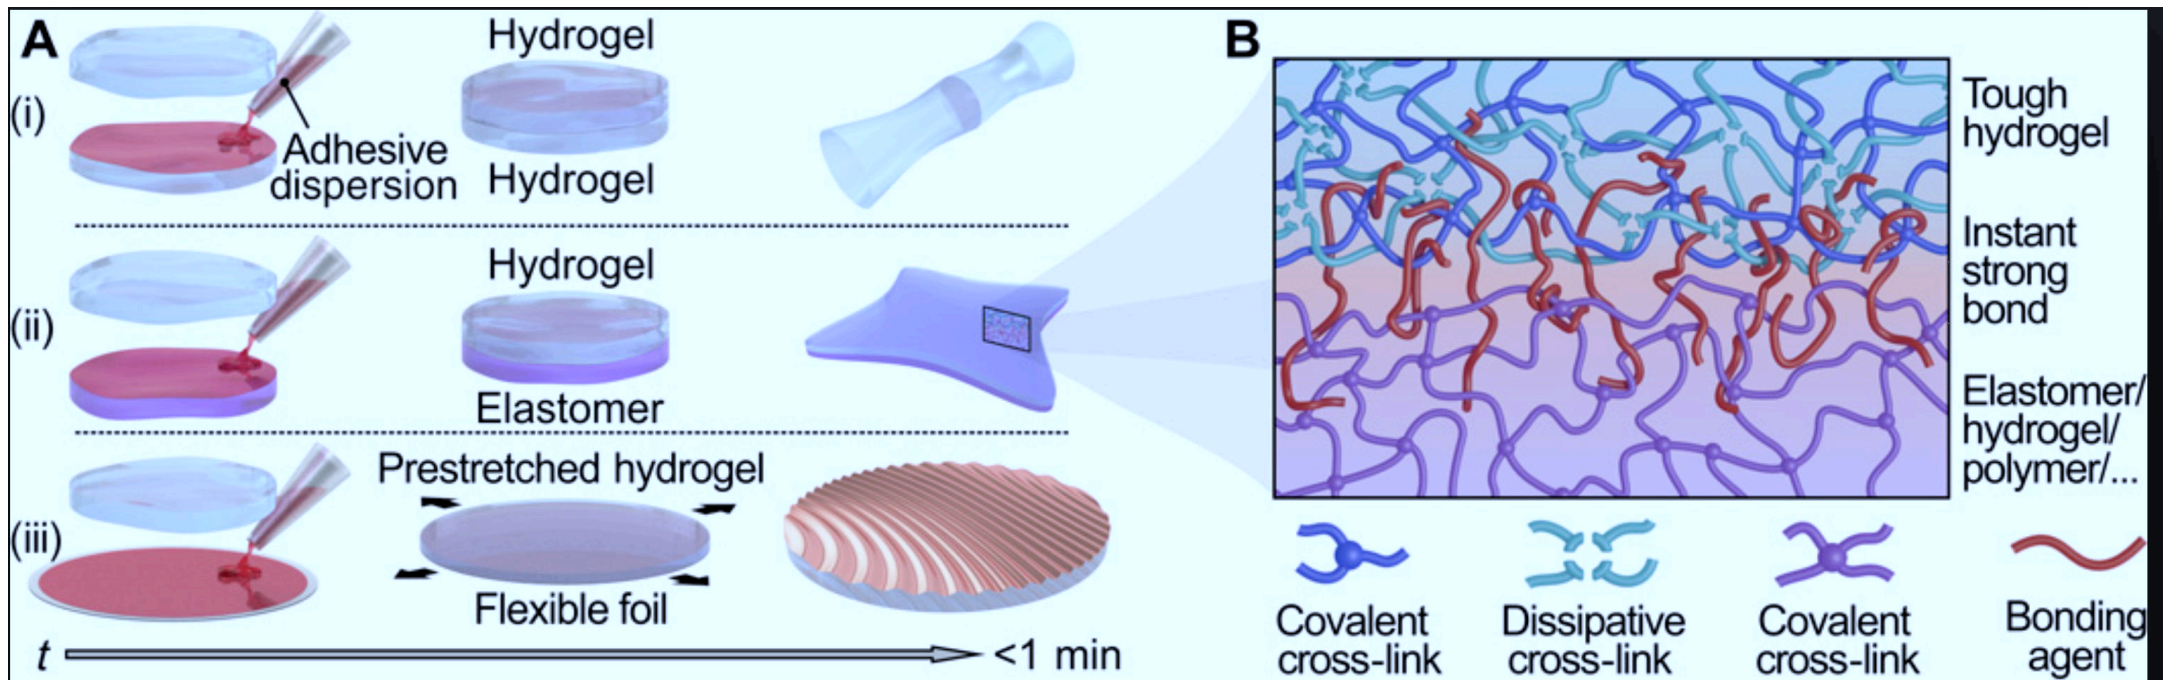 A
(i)
Hydrogel
Adhesive
dispersion
Hydrogel
(ii)
Hydrogel
Elastomer
(iii)
Prestretched hydrogel
Flexible foil
t
<1 min
B
Tough
hydrogel
Instant
strong
bond
Elastomer/
hydrogel/
polymer/...
Covalent
cross-link
Dissipative
cross-link
Covalent
cross-link
Bonding
agent